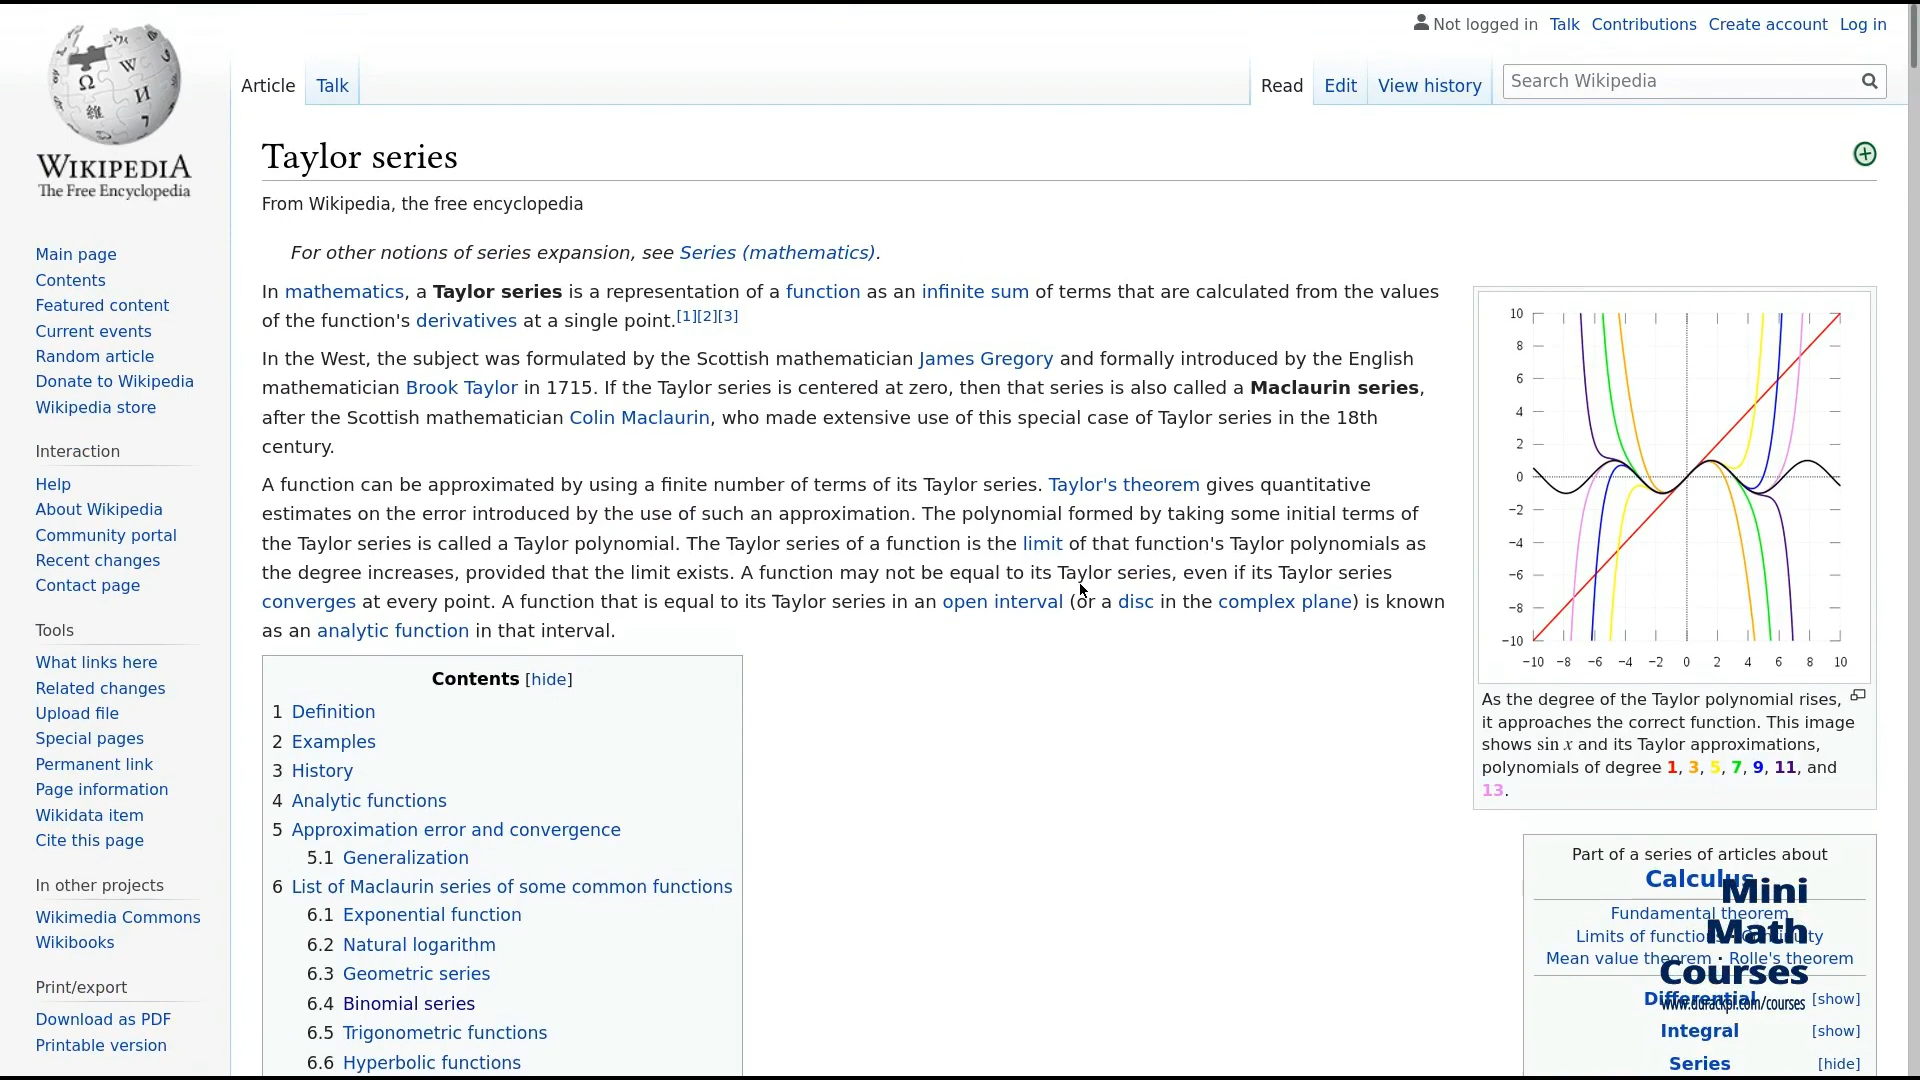 Not logged in Talk Contributions Create account Log in
Article Talk Read Edit View history Search Wikipedia
WIKIPEDIA
The Free Encyclopedia
Main page
Contents
Featured content
Current events
Random article
Donate to Wikipedia
Wikipedia store
Interaction
Help
About Wikipedia
Community portal
Recent changes
Contact page
Tools
What links here
Related changes
Upload file
Special pages
Permanent link
Page information
Wikidata item
Cite this page
In other projects
Wikimedia Commons
Wikibooks
Print/export
Download as PDF
Printable version
Taylor series
From Wikipedia, the free encyclopedia
For other notions of series expansion, see Series (mathematics).
In mathematics, a Taylor series is a representation of a function as an infinite sum of terms that are calculated from the values
of the function's derivatives at a single point.[1][2][3]
In the West, the subject was formulated by the Scottish mathematician James Gregory and formally introduced by the English
mathematician Brook Taylor in 1715. If the Taylor series is centered at zero, then that series is also called a Maclaurin series,
after the Scottish mathematician Colin Maclaurin, who made extensive use of this special case of Taylor series in the 18th
century.
A function can be approximated by using a finite number of terms of its Taylor series. Taylor's theorem gives quantitative
estimates on the error introduced by the use of such an approximation. The polynomial formed by taking some initial terms of
the Taylor series is called a Taylor polynomial. The Taylor series of a function is the limit of that function's Taylor polynomials as
the degree increases, provided that the limit exists. A function may not be equal to its Taylor series, even if its Taylor series
converges at every point. A function that is equal to its Taylor series in an open interval (or a disc in the complex plane) is known
as an analytic function in that interval.
Contents [hide]
1 Definition
2 Examples
3 History
4 Analytic functions
5 Approximation error and convergence
5.1 Generalization
6 List of Maclaurin series of some common functions
6.1 Exponential function
6.2 Natural logarithm
6.3 Geometric series
6.4 Binomial series
6.5 Trigonometric functions
6.6 Hyperbolic functions
10
8
6
4
2
0
−2
−4
−6
−8
−10
−10 −8 −6 −4 −2 0 2 4 6 8 10
As the degree of the Taylor polynomial rises,
it approaches the correct function. This image
shows sin x and its Taylor approximations,
polynomials of degree 1, 3, 5, 7, 9, 11, and
13.
Part of a series of articles about
Calculus
Fundamental theorem
Limits of functions · Continuity
Mean value theorem · Rolle's theorem
Differential [show]
Integral [show]
Series [hide]
Mini
Math
Courses